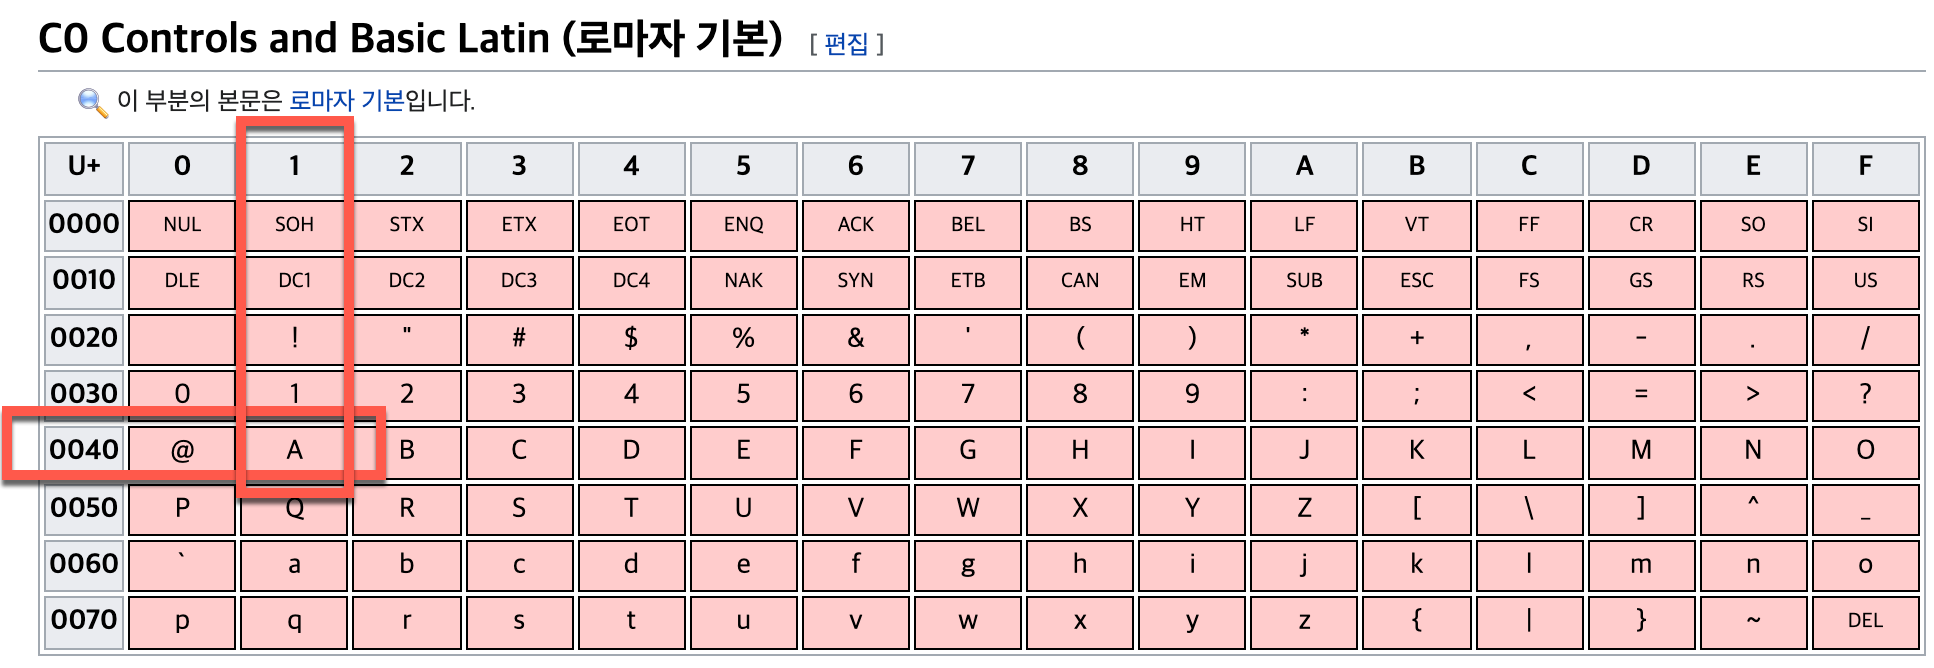 C0 Controls and Basic Latin (로마자 기본) [ 편집 ]
이 부분의 본문은 로마자 기본입니다.
U+ 0 1 2 3 4 5 6 7 8 9 A B C D E F
0000 NUL SOH STX ETX EOT ENQ ACK BEL BS HT LF VT FF CR SO SI
0010 DLE DC1 DC2 DC3 DC4 NAK SYN ETB CAN EM SUB ESC FS GS RS US
0020 ! " # $ % & ' ( ) * + , - . /
0030 0 1 2 3 4 5 6 7 8 9 : ; < = > ?
0040 @ A B C D E F G H I J K L M N O
0050 P Q R S T U V W X Y Z [ \ ] ^ _
0060 ` a b c d e f g h i j k l m n o
0070 p q r s t u v w x y z { | } ~ DEL